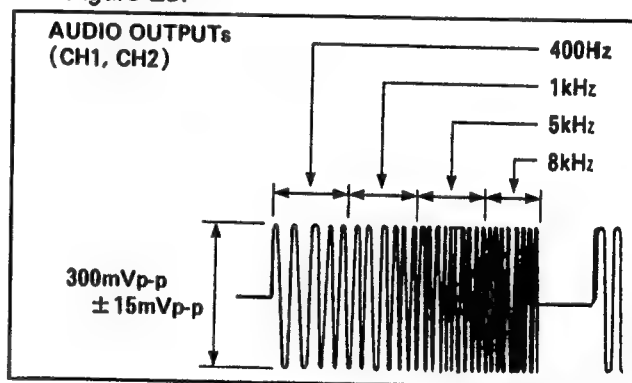 AUDIO OUTPUTs
(CH1, CH2)
400Hz
1kHz
5kHz
8kHz
300mVp-p
±15mVp-p